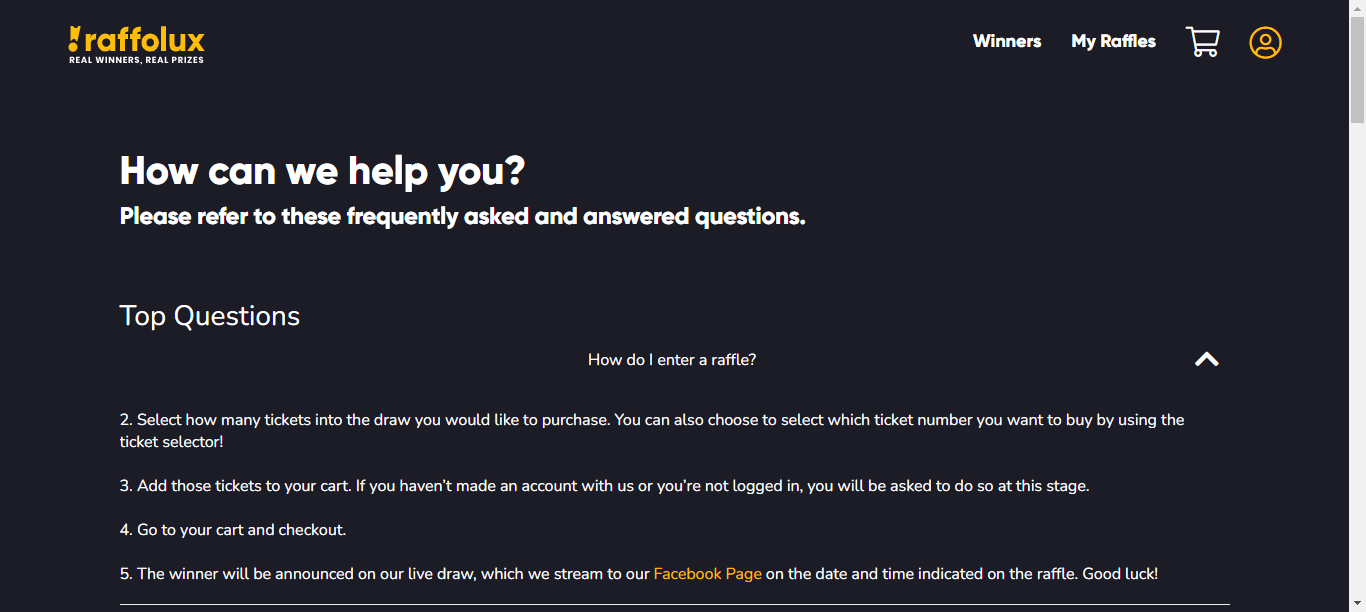 raffolux
REAL WINNERS, REAL PRIZES
Winners
My Raffles
How can we help you?
Please refer to these frequently asked and answered questions.
Top Questions
How do I enter a raffle?
2. Select how many tickets into the draw you would like to purchase. You can also choose to select which ticket number you want to buy by using the
ticket selector!
3. Add those tickets to your cart. If you haven’t made an account with us or you’re not logged in, you will be asked to do so at this stage.
4. Go to your cart and checkout.
5. The winner will be announced on our live draw, which we stream to our Facebook Page on the date and time indicated on the raffle. Good luck!